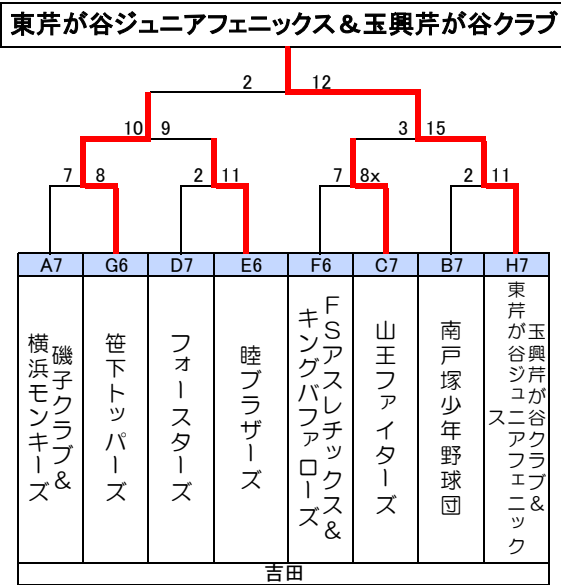 東芹が谷ジュニアフェニックス＆玉興芹が谷クラブ
2 12
10 9 3 15
7 8 2 11 7 8x 2 11
A7 G6 D7 E6 F6 C7 B7 H7
磯子クラブ&
横浜モンキーズ
笹下トッパーズ
フォースターズ
睦ブラザーズ
FSアスレチックス&
キングバファローズ
山王ファイターズ
南戸塚少年野球団
玉興芹が谷クラブ&
東芹が谷ジュニアフェニック
ス
吉田